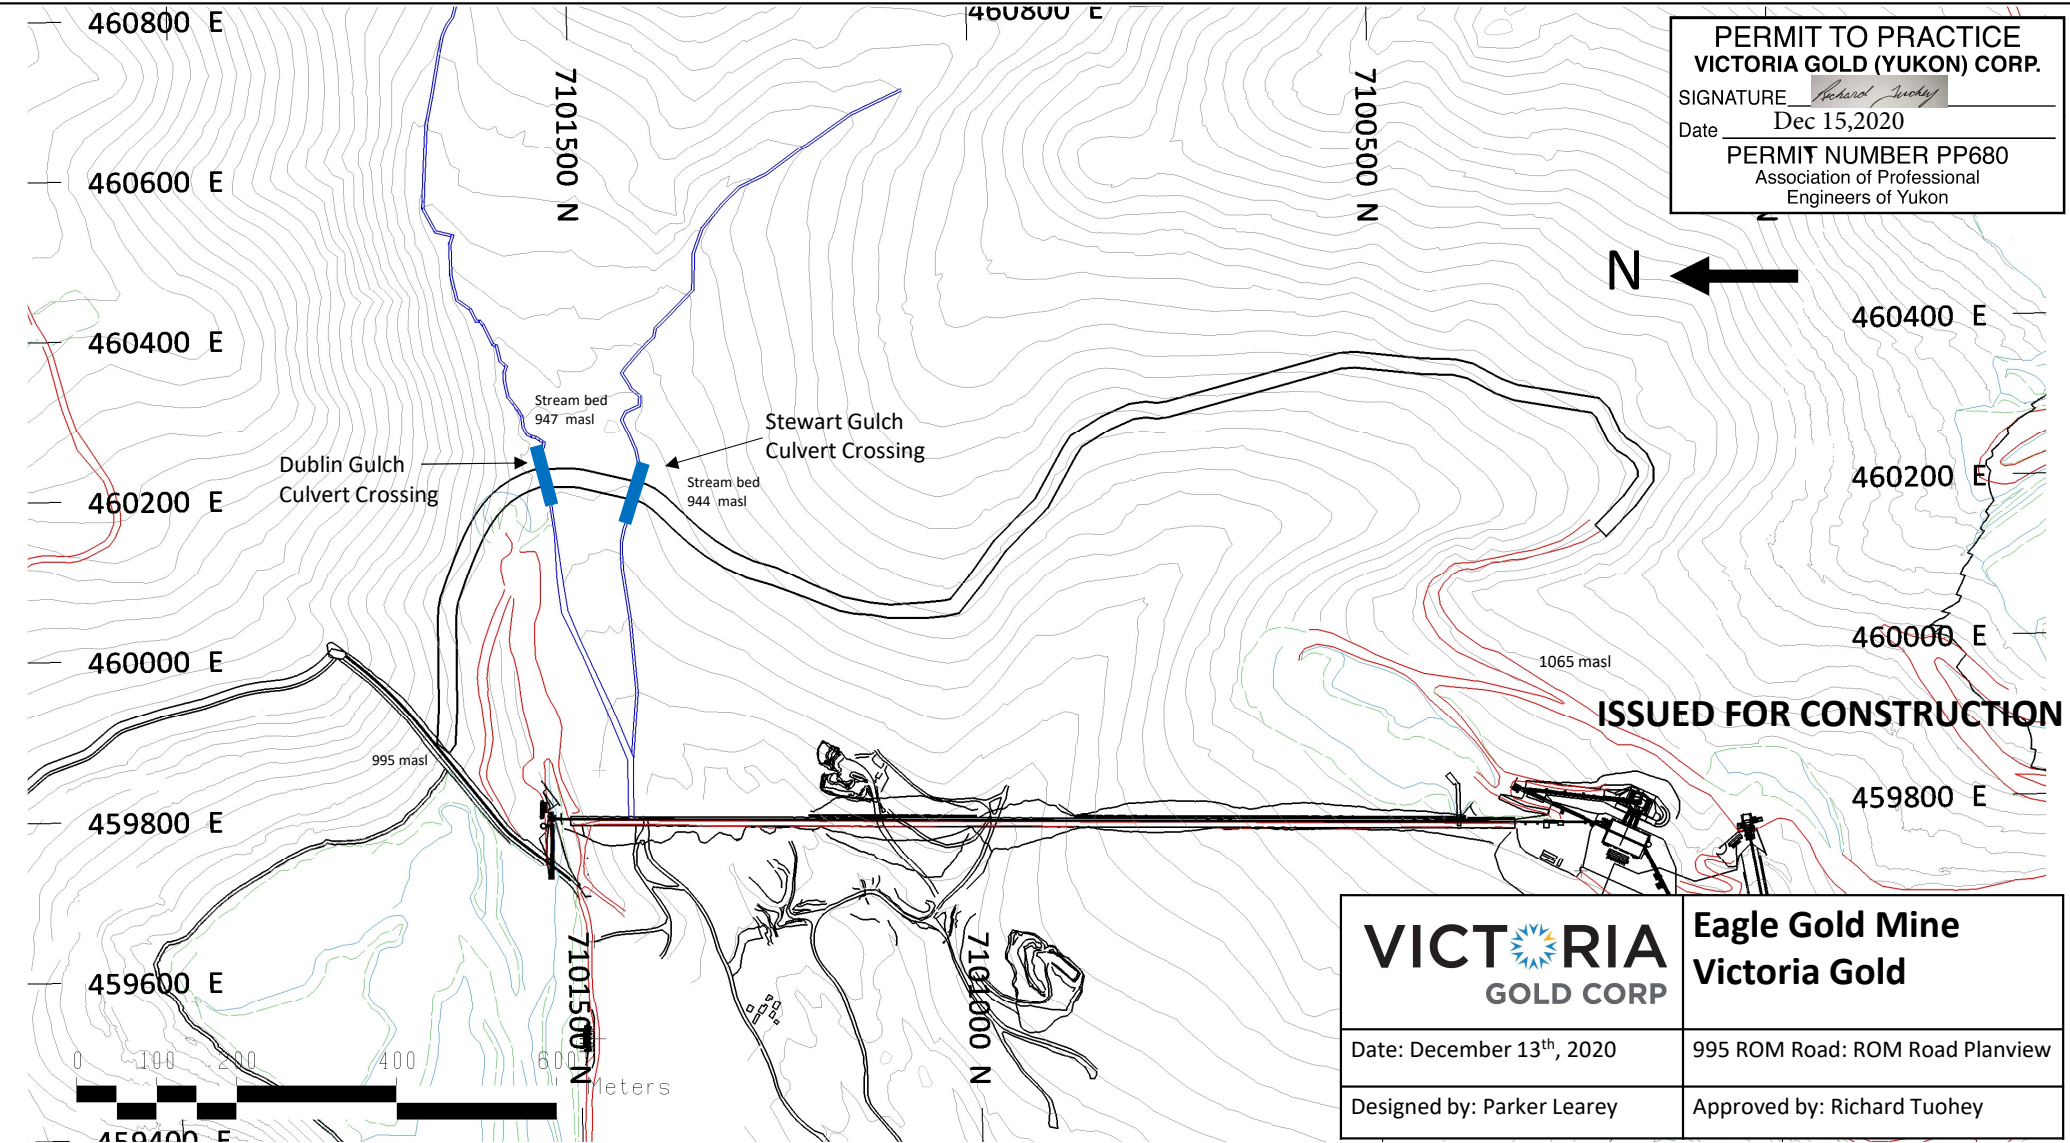 460800 E
460800 E
7101500 N
7100500 N
PERMIT TO PRACTICE
VICTORIA GOLD (YUKON) CORP.
SIGNATURE Richard Tuohey
Date Dec 15,2020
PERMIT NUMBER PP680
Association of Professional
Engineers of Yukon
460600 E
N
460400 E
460400 E
Stream bed
947 masl
Stewart Gulch
Culvert Crossing
Dublin Gulch
Culvert Crossing
Stream bed
944 masl
460200 E
460200 E
460000 E
460000 E
1065 masl
ISSUED FOR CONSTRUCTION
995 masl
459800 E
459800 E
459600 E
7101500 N
7101000 N
0 100 200 400 600
Meters
459400 E
VICTORIA
GOLD CORP
Eagle Gold Mine
Victoria Gold
Date: December 13th, 2020
995 ROM Road: ROM Road Planview
Designed by: Parker Learey
Approved by: Richard Tuohey